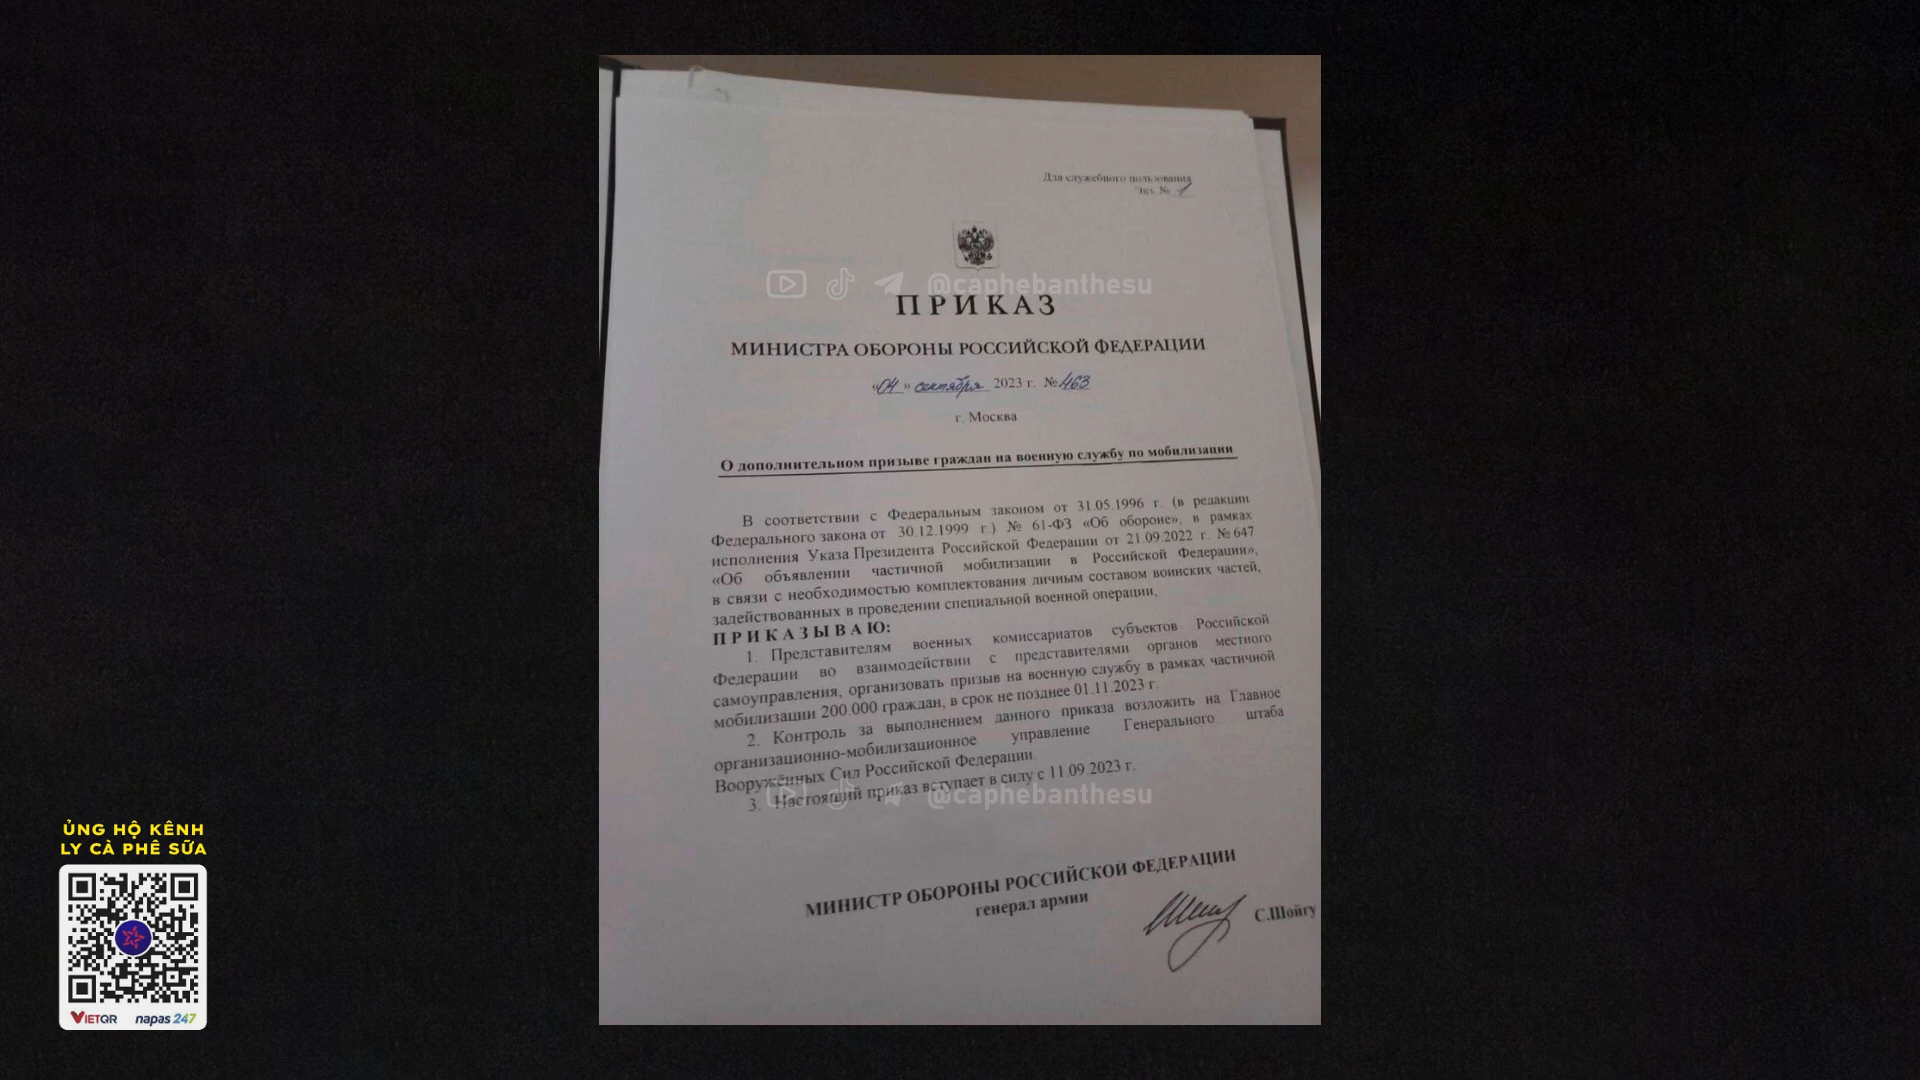 Для служебного пользования
Экз. № 1
@caphebanthesu
ПРИКАЗ
МИНИСТРА ОБОРОНЫ РОССИЙСКОЙ ФЕДЕРАЦИИ
«04» сентября 2023 г. № 463
г. Москва
О дополнительном призыве граждан на военную службу по мобилизации
В соответствии с Федеральным законом от 31.05.1996 г. (в редакции
Федерального закона от 30.12.1999 г.) № 61-ФЗ «Об обороне», в рамках
исполнения Указа Президента Российской Федерации от 21.09.2022 г. №647
«Об объявлении частичной мобилизации в Российской Федерации»,
в связи с необходимостью комплектования личным составом воинских частей,
задействованных в проведении специальной военной операции,
ПРИКАЗЫВАЮ:
1. Представителям военных комиссариатов субъектов Российской
Федерации во взаимодействии с представителями органов местного
самоуправления, организовать призыв на военную службу в рамках частичной
мобилизации 200.000 граждан, в срок не позднее 01.11.2023 г.
2. Контроль за выполнением данного приказа возложить на Главное
организационно-мобилизационное управление Генерального штаба
Вооружённых Сил Российской Федерации.
3. Настоящий приказ вступает в силу с 11.09.2023 г.
@caphebanthesu
МИНИСТР ОБОРОНЫ РОССИЙСКОЙ ФЕДЕРАЦИИ
генерал армии
С.Шойгу
ỦNG HỘ KÊNH
LY CÀ PHÊ SỮA
VIETQR napas 247